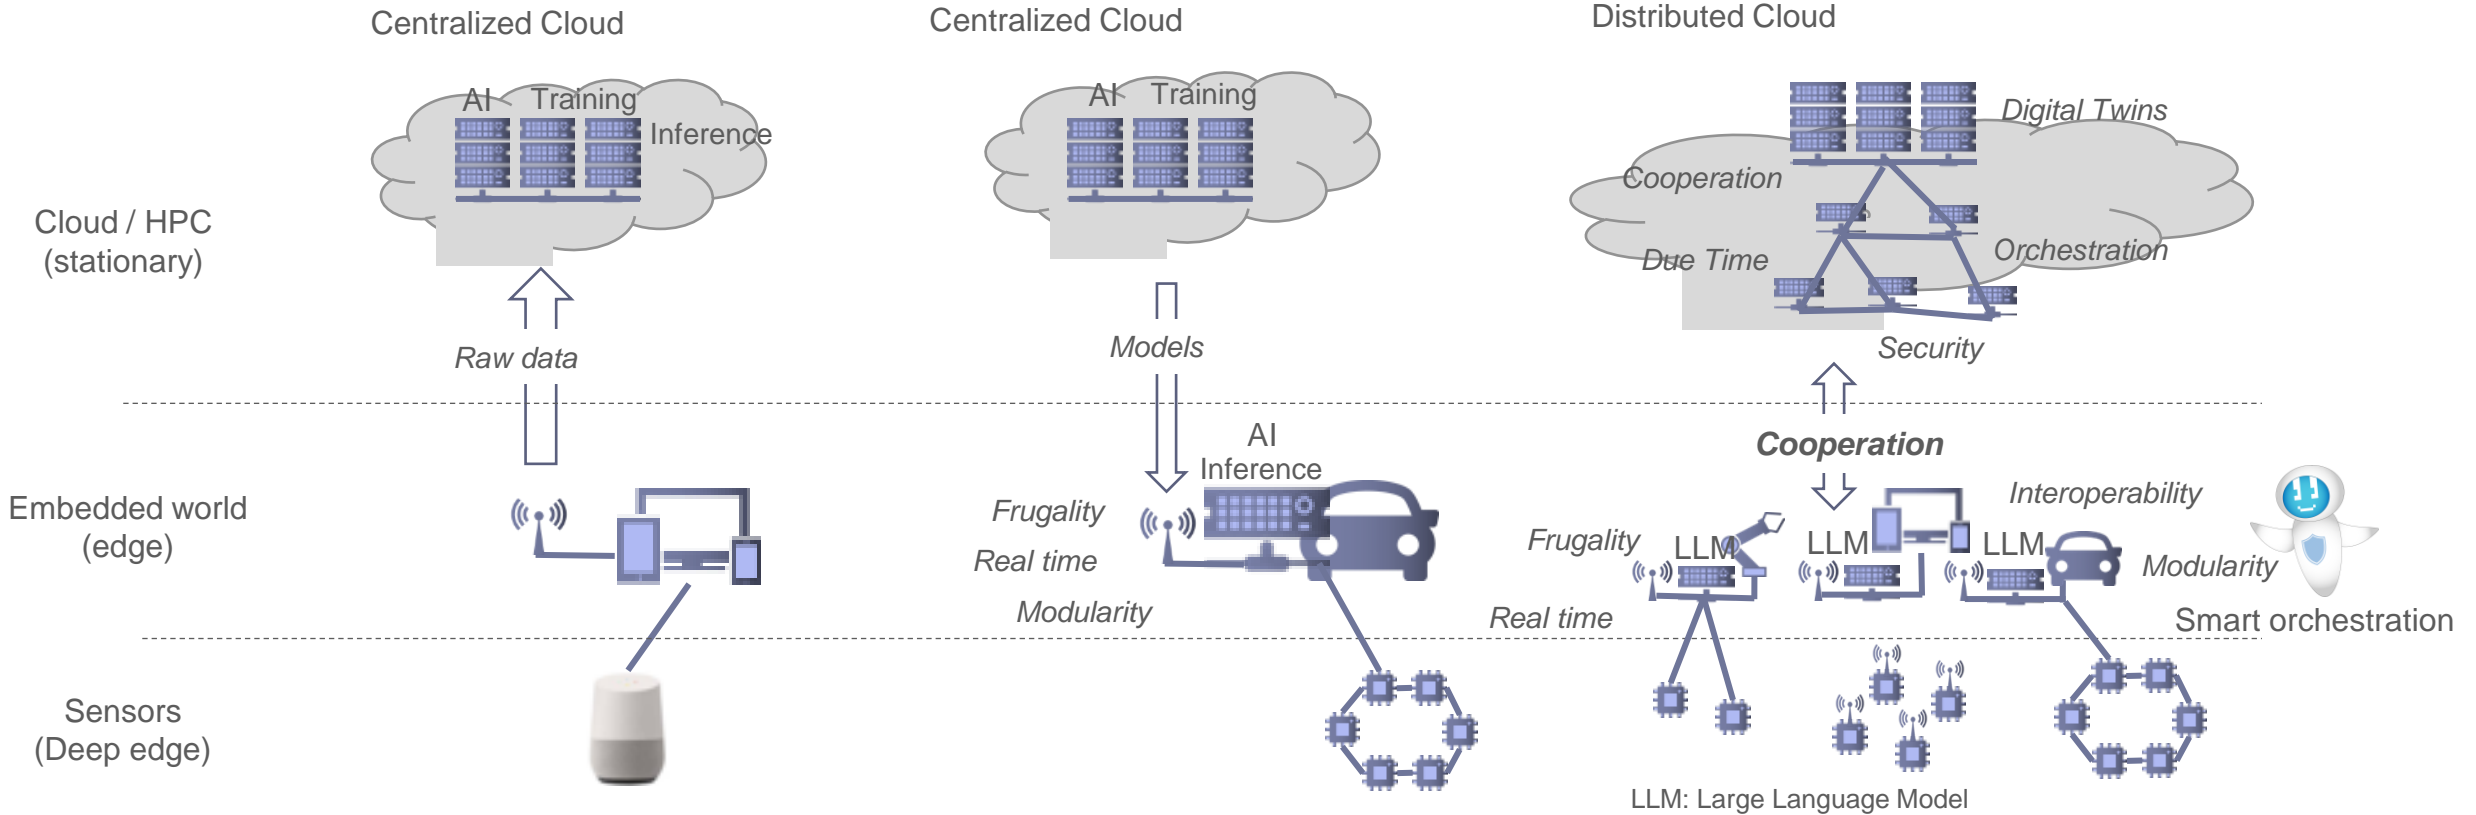 Centralized Cloud
Centralized Cloud
Distributed Cloud
AI Training
Inference
AI Training
Digital Twins
Cooperation
Due Time
Orchestration
Security
Cloud / HPC
(stationary)
Raw data
Models
Cooperation
AI
Inference
Frugality
Real time
Modularity
Embedded world
(edge)
Interoperability
Frugality
LLM
LLM
LLM
Modularity
Real time
Smart orchestration
Sensors
(Deep edge)
LLM: Large Language Model